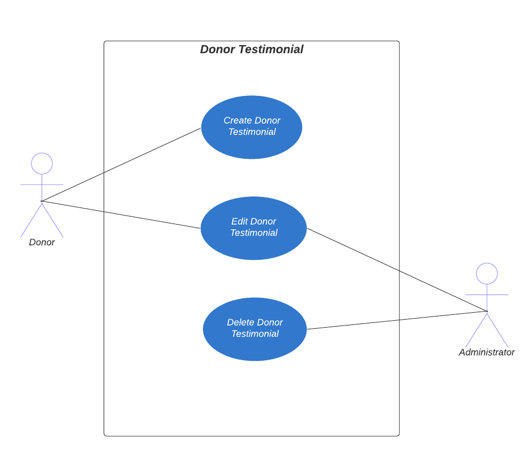 Donor Testimonial
Create Donor
Testimonial
Edit Donor
Testimonial
Delete Donor
Testimonial
Donor
Administrator